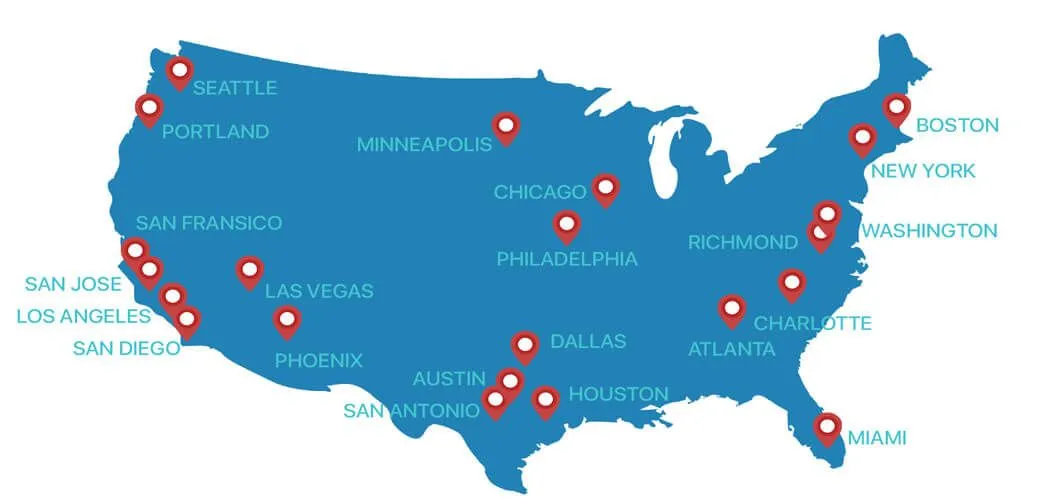 SEATTLE
PORTLAND
BOSTON
MINNEAPOLIS
NEW YORK
CHICAGO
SAN FRANSICO
WASHINGTON
RICHMOND
PHILADELPHIA
SAN JOSE
LAS VEGAS
LOS ANGELES
CHARLOTTE
SAN DIEGO
DALLAS
ATLANTA
PHOENIX
AUSTIN
HOUSTON
SAN ANTONIO
MIAMI